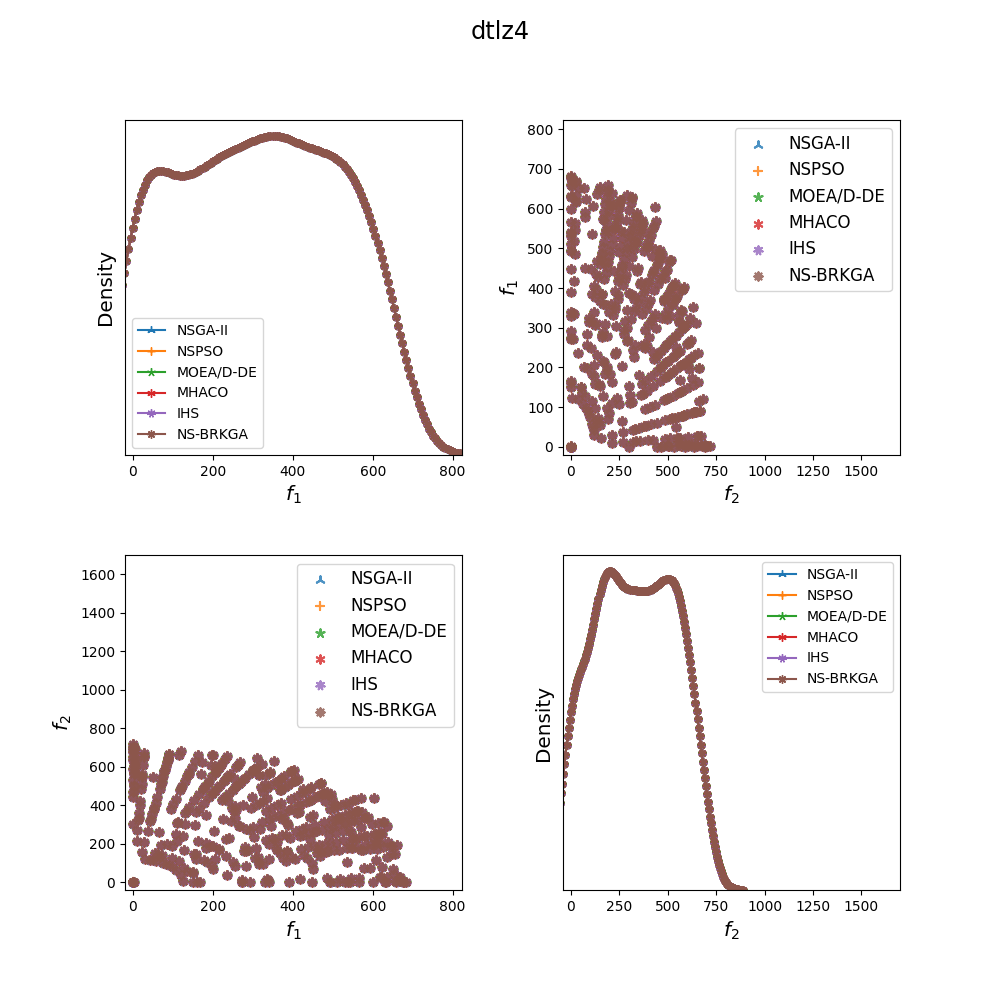 dtlz4
Density
NSGA-II
NSPSO
MOEA/D-DE
MHACO
IHS
NS-BRKGA
0 200 400 600 800
f1
f1
800
700
600
500
400
300
200
100
0
NSGA-II
NSPSO
MOEA/D-DE
MHACO
IHS
NS-BRKGA
0 250 500 750 1000 1250 1500
f2
f2
1600
1400
1200
1000
800
600
400
200
0
NSGA-II
NSPSO
MOEA/D-DE
MHACO
IHS
NS-BRKGA
0 200 400 600 800
f1
Density
NSGA-II
NSPSO
MOEA/D-DE
MHACO
IHS
NS-BRKGA
0 250 500 750 1000 1250 1500
f2